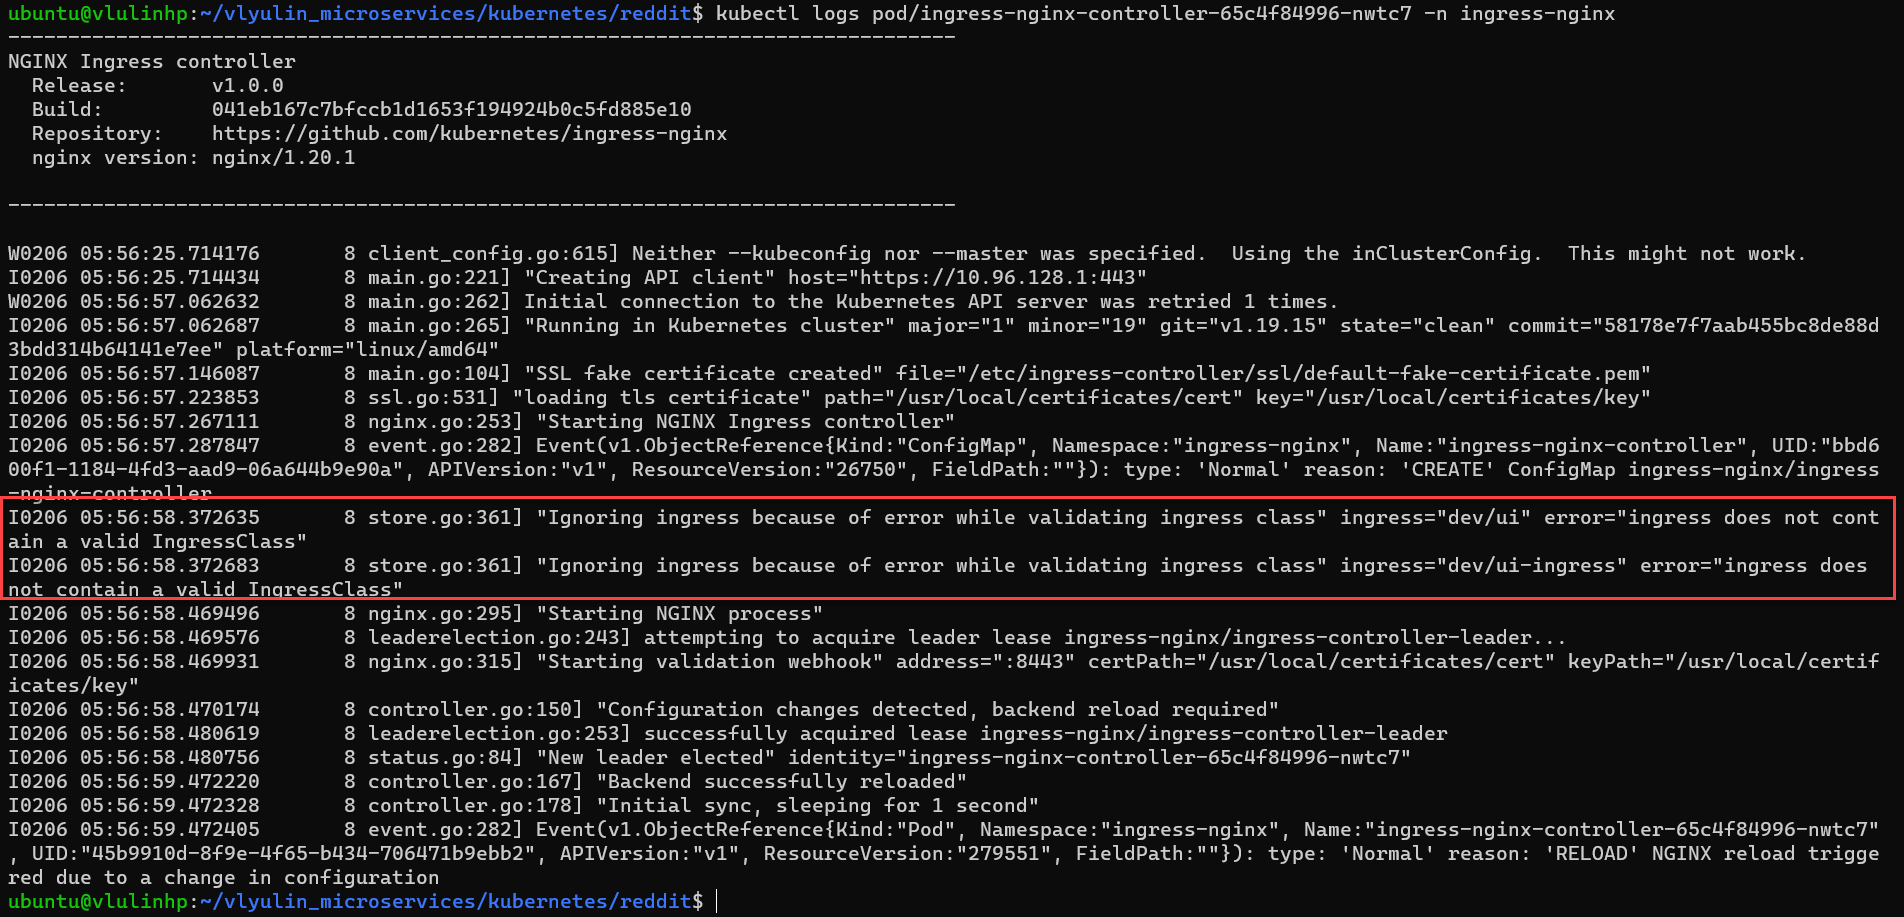 ubuntu@vlulinhp:~/vlyulin_microservices/kubernetes/reddit$ kubectl logs pod/ingress-nginx-controller-65c4f84996-nwtc7 -n ingress-nginx
-------------------------------------------------------------------------------
NGINX Ingress controller
  Release:       v1.0.0
  Build:         041eb167c7bfccb1d1653f194924b0c5fd885e10
  Repository:    https://github.com/kubernetes/ingress-nginx
  nginx version: nginx/1.20.1
-------------------------------------------------------------------------------
W0206 05:56:25.714176       8 client_config.go:615] Neither --kubeconfig nor --master was specified.  Using the inClusterConfig.  This might not work.
I0206 05:56:25.714434       8 main.go:221] "Creating API client" host="https://10.96.128.1:443"
W0206 05:56:57.062632       8 main.go:262] Initial connection to the Kubernetes API server was retried 1 times.
I0206 05:56:57.062687       8 main.go:265] "Running in Kubernetes cluster" major="1" minor="19" git="v1.19.15" state="clean" commit="58178e7f7aab455bc8de88d
3bdd314b64141e7ee" platform="linux/amd64"
I0206 05:56:57.146087       8 main.go:104] "SSL fake certificate created" file="/etc/ingress-controller/ssl/default-fake-certificate.pem"
I0206 05:56:57.223853       8 ssl.go:531] "loading tls certificate" path="/usr/local/certificates/cert" key="/usr/local/certificates/key"
I0206 05:56:57.267111       8 nginx.go:253] "Starting NGINX Ingress controller"
I0206 05:56:57.287847       8 event.go:282] Event(v1.ObjectReference{Kind:"ConfigMap", Namespace:"ingress-nginx", Name:"ingress-nginx-controller", UID:"bbd6
00f1-1184-4fd3-aad9-06a644b9e90a", APIVersion:"v1", ResourceVersion:"26750", FieldPath:""}): type: 'Normal' reason: 'CREATE' ConfigMap ingress-nginx/ingress
-nginx-controller
I0206 05:56:58.372635       8 store.go:361] "Ignoring ingress because of error while validating ingress class" ingress="dev/ui" error="ingress does not cont
ain a valid IngressClass"
I0206 05:56:58.372683       8 store.go:361] "Ignoring ingress because of error while validating ingress class" ingress="dev/ui-ingress" error="ingress does 
not contain a valid IngressClass"
I0206 05:56:58.469496       8 nginx.go:295] "Starting NGINX process"
I0206 05:56:58.469576       8 leaderelection.go:243] attempting to acquire leader lease ingress-nginx/ingress-controller-leader...
I0206 05:56:58.469931       8 nginx.go:315] "Starting validation webhook" address=":8443" certPath="/usr/local/certificates/cert" keyPath="/usr/local/certif
icates/key"
I0206 05:56:58.470174       8 controller.go:150] "Configuration changes detected, backend reload required"
I0206 05:56:58.480619       8 leaderelection.go:253] successfully acquired lease ingress-nginx/ingress-controller-leader
I0206 05:56:58.480756       8 status.go:84] "New leader elected" identity="ingress-nginx-controller-65c4f84996-nwtc7"
I0206 05:56:59.472220       8 controller.go:167] "Backend successfully reloaded"
I0206 05:56:59.472328       8 controller.go:178] "Initial sync, sleeping for 1 second"
I0206 05:56:59.472405       8 event.go:282] Event(v1.ObjectReference{Kind:"Pod", Namespace:"ingress-nginx", Name:"ingress-nginx-controller-65c4f84996-nwtc7"
, UID:"45b9910d-8f9e-4f65-b434-706471b9ebb2", APIVersion:"v1", ResourceVersion:"279551", FieldPath:""}): type: 'Normal' reason: 'RELOAD' NGINX reload trigge
red due to a change in configuration
ubuntu@vlulinhp:~/vlyulin_microservices/kubernetes/reddit$